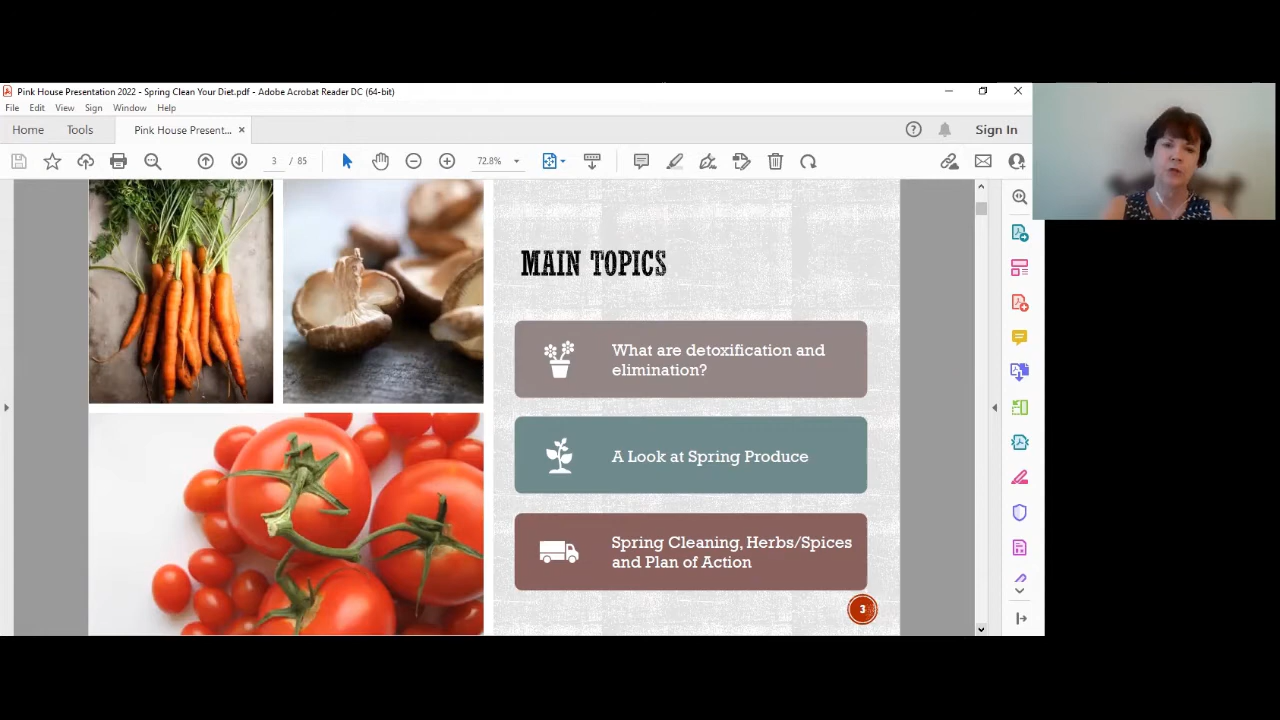 Pink House Presentation 2022 - Spring Clean Your Diet.pdf - Adobe Acrobat Reader DC (64-bit)
File Edit View Sign Window Help
Home Tools Pink House Present... Sign In
3 / 85 72.8%
MAIN TOPICS
What are detoxification and
elimination?
A Look at Spring Produce
Spring Cleaning, Herbs/Spices
and Plan of Action
3